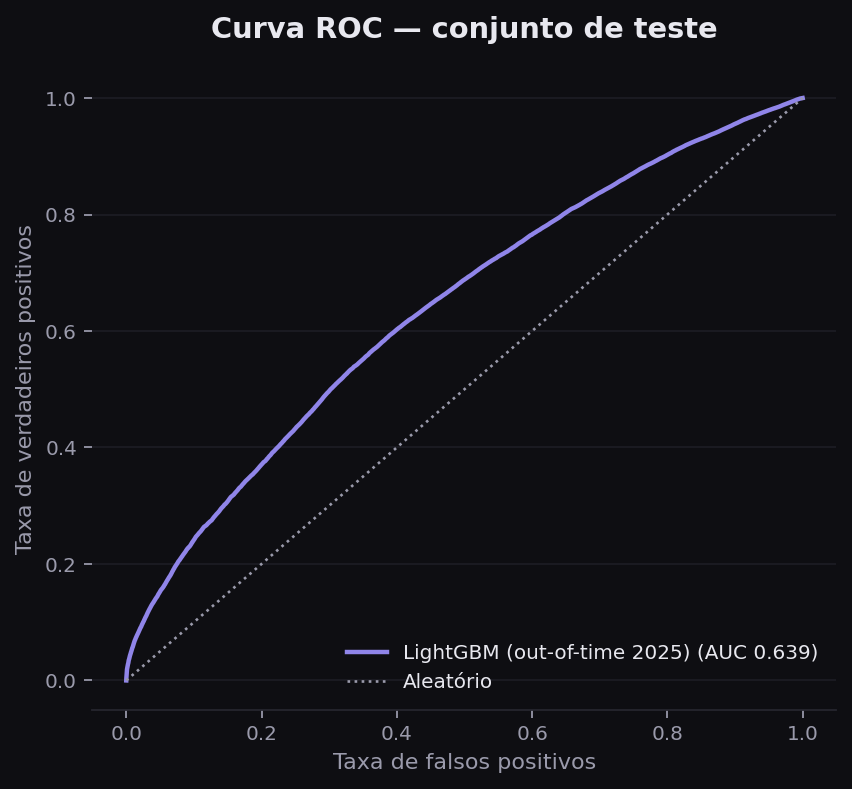 Curva ROC — conjunto de teste
Taxa de verdadeiros positivos
1.0
0.8
0.6
0.4
0.2
0.0
LightGBM (out-of-time 2025) (AUC 0.639)
Aleatório
0.0 0.2 0.4 0.6 0.8 1.0
Taxa de falsos positivos